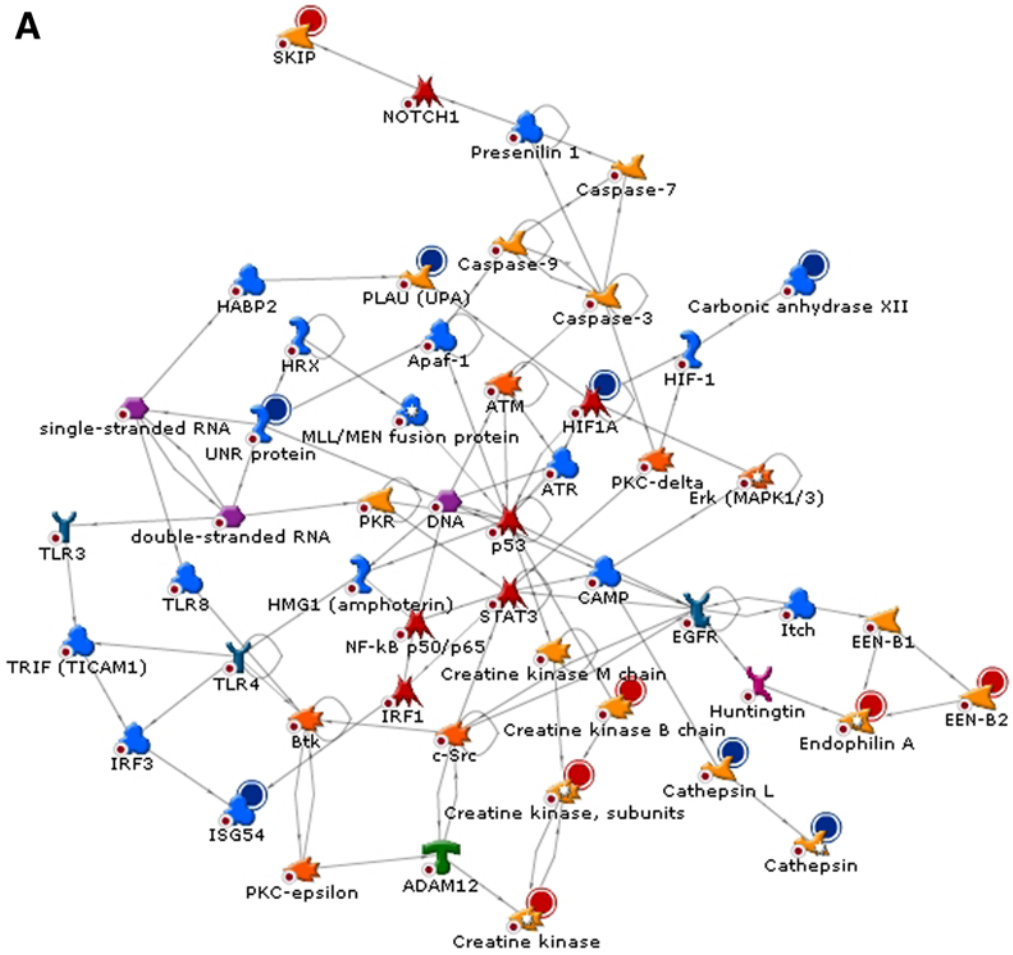 A
SKIP
NOTCH1
Presenilin 1
Caspase-7
Caspase-9
HABP2
PLAU (UPA)
Caspase-3
Carbonic anhydrase XII
HRX
Apaf-1
HIF-1
ATM
HIF1A
single-stranded RNA
UNR protein
MLL/MEN fusion protein
ATR
PKC-delta
Erk (MAPK1/3)
TLR3
double-stranded RNA
PKR
DNA
p53
TLR8
HMG1 (amphoterin)
STAT3
CAMP
EGFR
Itch
EEN-B1
TRIF (TICAM1)
TLR4
NF-kB p50/p65
Creatine kinase M chain
IRF1
Huntingtin
EEN-B2
IRF3
Btk
c-Src
Creatine kinase B chain
Endophilin A
ISG54
Creatine kinase, subunits
Cathepsin L
Cathepsin
PKC-epsilon
ADAM12
Creatine kinase